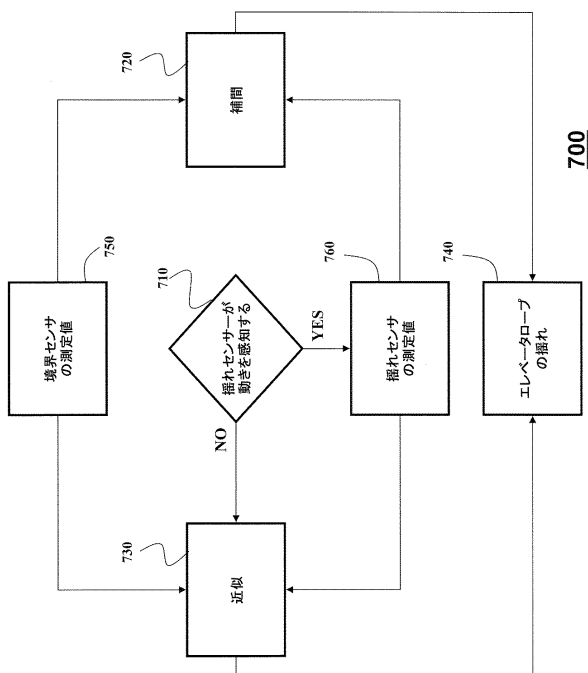 750
境界センサ
の測定値
720
補間
710
揺れセンサーが
動きを感知する
NO
YES
730
近似
760
揺れセンサ
の測定値
740
エレベータロープ
の揺れ
700